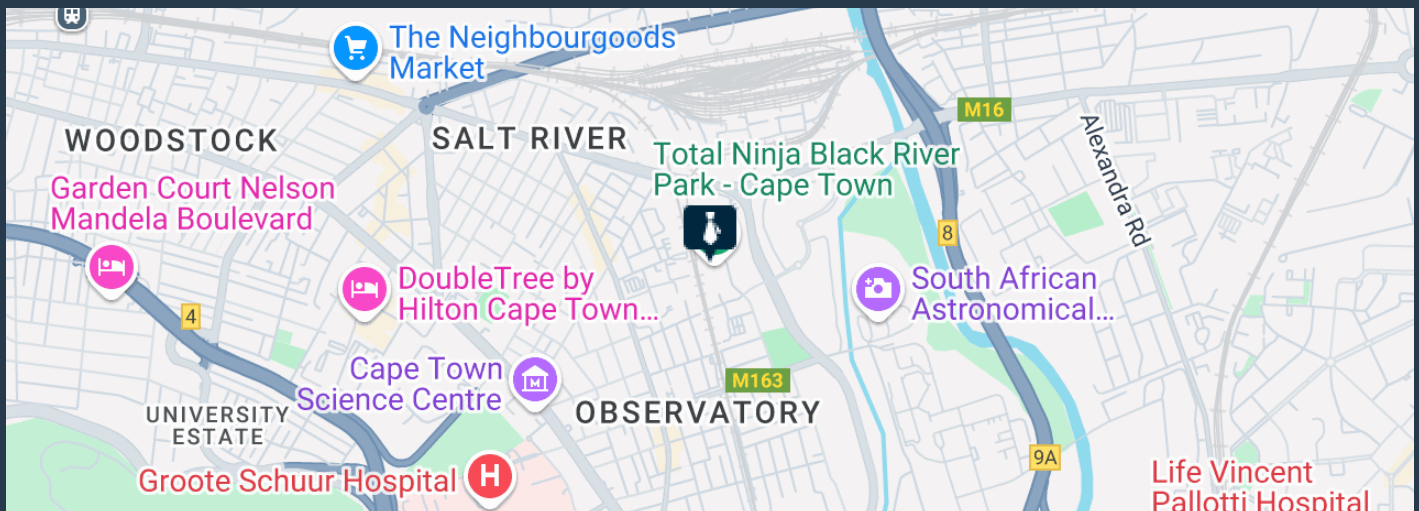 The Neighbourgoods
Market
M16
WOODSTOCK
SALT RIVER
Alexandra Rd
Total Ninja Black River
Park - Cape Town
Garden Court Nelson
Mandela Boulevard
8
DoubleTree by
Hilton Cape Town...
South African
Astronomical...
4
Cape Town
Science Centre
M163
UNIVERSITY
ESTATE
OBSERVATORY
9A
Groote Schuur Hospital
H
Life Vincent
Pallotti Hospital